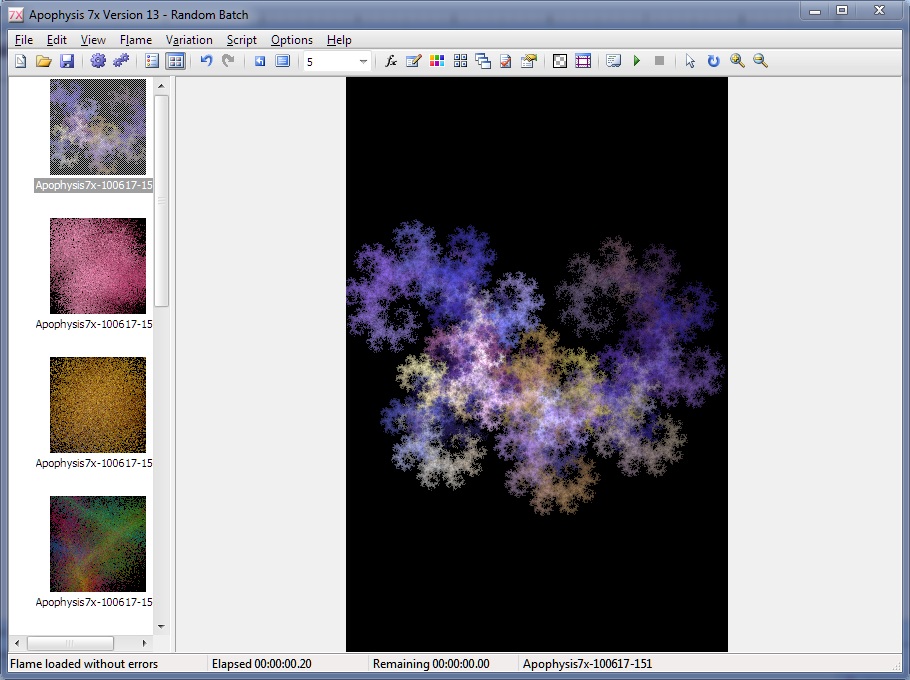 7X Apophysis 7x Version 13 - Random Batch
File Edit View Flame Variation Script Options Help
5 fx
Apophysis7x-100617-15
Apophysis7x-100617-15
Apophysis7x-100617-15
Apophysis7x-100617-15
Flame loaded without errors Elapsed 00:00:00.20 Remaining 00:00:00.00 Apophysis7x-100617-151